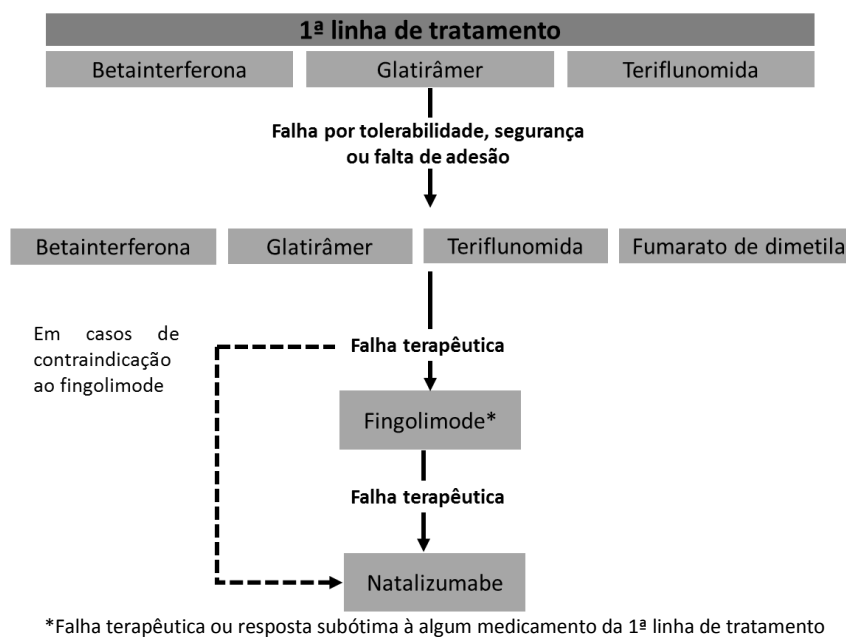 1ª linha de tratamento
Betainterferona
Glatirâmer
Teriflunomida
Falha por tolerabilidade, segurança
ou falta de adesão
Betainterferona
Glatirâmer
Teriflunomida
Fumarato de dimetila
Em casos de
contraindicação
ao fingolimode
Falha terapêutica
Fingolimode*
Falha terapêutica
Natalizumabe
*Falha terapêutica ou resposta subótima à algum medicamento da 1ª linha de tratamento